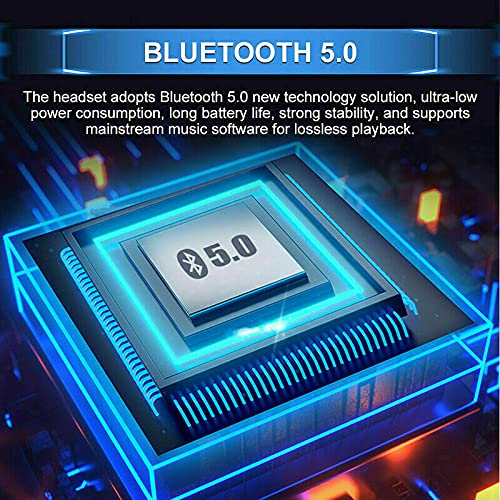 BLUETOOTH 5.0
The headset adopts Bluetooth 5.0 new technology solution, ultra-low
power consumption, long battery life, strong stability, and supports
mainstream music software for lossless playback.
5.0